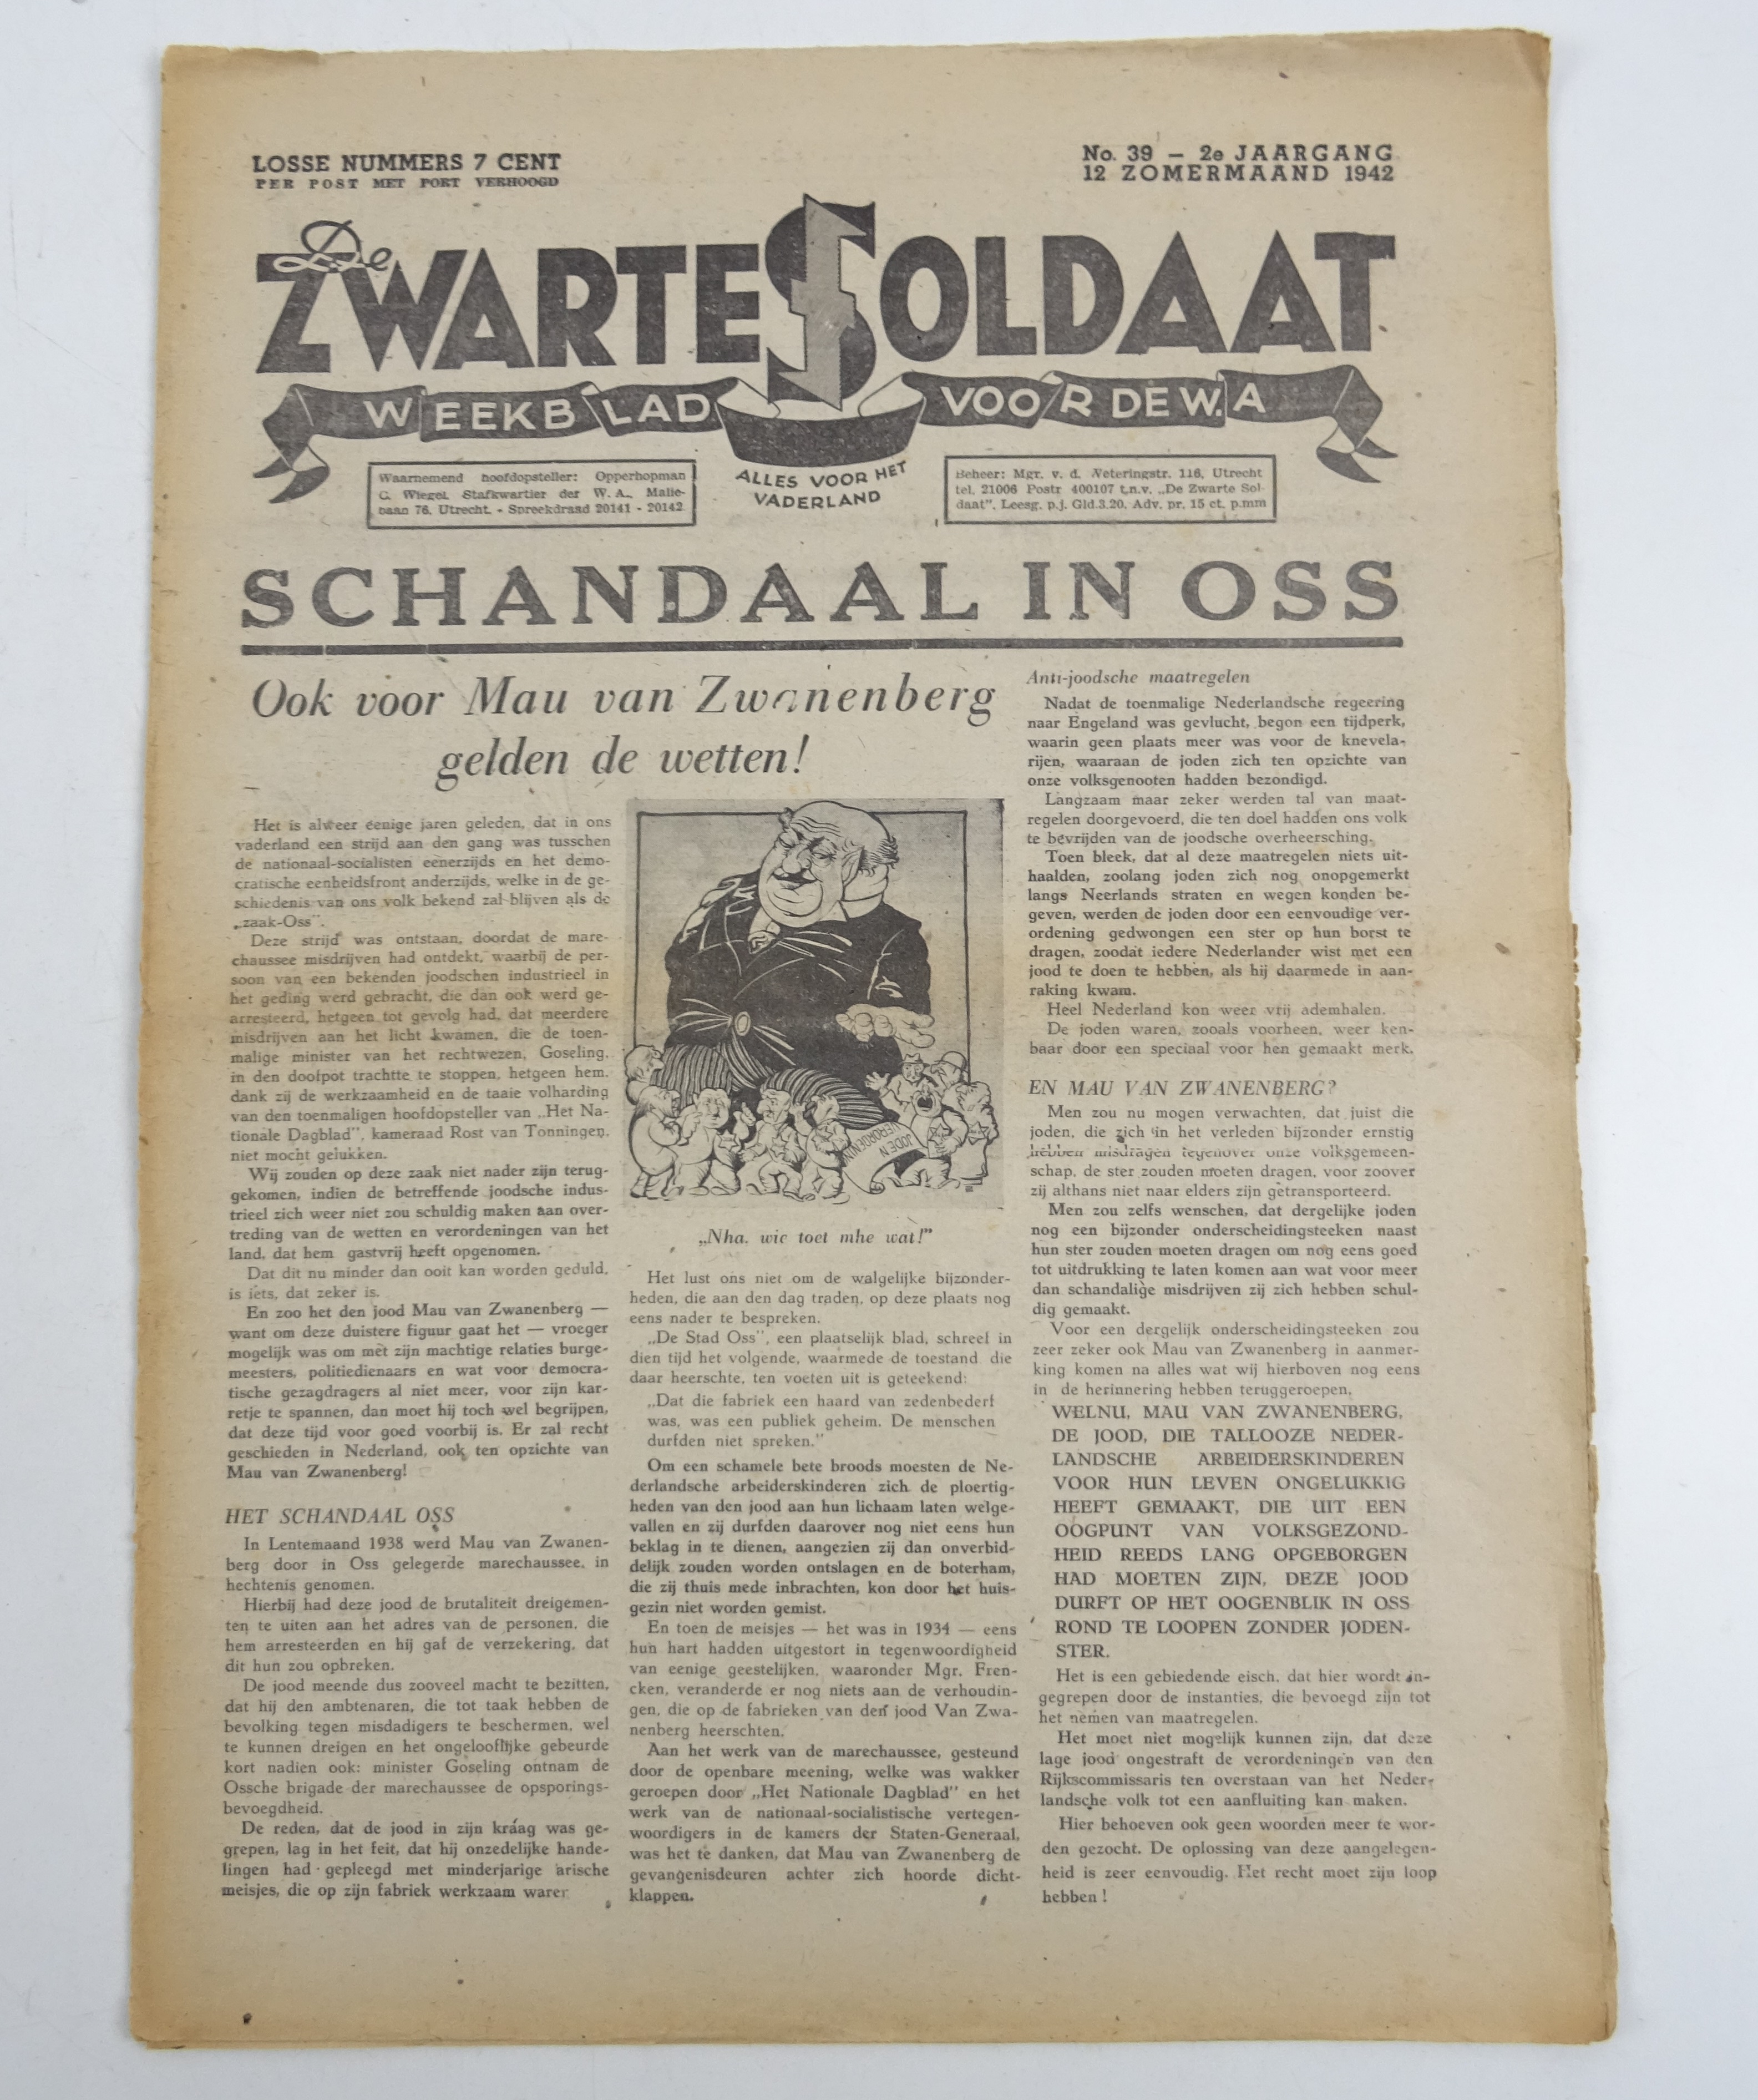 LOSSE NUMMERS 7 CENT
PER POST MET PORT VERHOOGD
No. 39 — 2e JAARGANG
12 ZOMERMAAND 1942
De
ZWARTE SOLDAAT
WEEKBLAD VOOR DE W.A
ALLES VOOR HET
VADERLAND
Waarnemend hoofdopsteller: Opperhopman
C. Wiegel Stafkwartier der W. A., Malie-
baan 76, Utrecht. - Spreekdraad 20141 - 20142
Beheer: Mgr. v. d. Weteringstr. 116, Utrecht
tel. 21006 Postr 400107 t.n.v. „De Zwarte Sol-
daat". Leesg. p.j. Gld.3.20. Adv. pr. 15 ct. p.mm
SCHANDAAL IN OSS
Ook voor Mau van Zwanenberg
gelden de wetten!
Het is alweer eenige jaren geleden, dat in ons
vaderland een strijd aan den gang was tusschen
de nationaal-socialisten eenerzijds en het demo-
cratische eenheidsfront anderzijds, welke in de ge-
schiedenis van ons volk bekend zal blijven als de
„zaak-Oss".
Deze strijd was ontstaan, doordat de mare-
chaussee misdrijven had ontdekt, waarbij de per-
soon van een bekenden joodschen industrieel in
het geding werd gebracht, die dan ook werd ge-
arresteerd, hetgeen tot gevolg had, dat meerdere
misdrijven aan het licht kwamen, die de toen-
malige minister van het rechtwezen, Goseling,
in den doofpot trachtte te stoppen, hetgeen hem,
dank zij de werkzaamheid en de taaie volharding
van den toenmaligen hoofdopsteller van „Het Na-
tionale Dagblad", kameraad Rost van Tonningen,
niet mocht gelukken.
Wij zouden op deze zaak niet nader zijn terug-
gekomen, indien de betreffende joodsche indus-
trieel zich weer niet zou schuldig maken aan over-
treding van de wetten en verordeningen van het
land, dat hem gastvrij heeft opgenomen.
Dat dit nu minder dan ooit kan worden geduld,
is iets, dat zeker is.
En zoo het den jood Mau van Zwanenberg —
want om deze duistere figuur gaat het — vroeger
mogelijk was om met zijn machtige relaties burge-
meesters, politiedienaars en wat voor democra-
tische gezagdragers al niet meer, voor zijn kar-
retje te spannen, dan moet hij toch wel begrijpen,
dat deze tijd voor goed voorbij is. Er zal recht
geschieden in Nederland, ook ten opzichte van
Mau van Zwanenberg!
HET SCHANDAAL OSS
In Lentemaand 1938 werd Mau van Zwanen-
berg door in Oss gelegerde marechaussee, in
hechtenis genomen.
Hierbij had deze jood de brutaliteit dreigemen-
ten te uiten aan het adres van de personen, die
hem arresteerden en hij gaf de verzekering, dat
dit hun zou opbreken.
De jood meende dus zooveel macht te bezitten,
dat hij den ambtenaren, die tot taak hebben de
bevolking tegen misdadigers te beschermen, wel
te kunnen dreigen en het ongelooflijke gebeurde
kort nadien ook: minister Goseling ontnam de
Ossche brigade der marechaussee de opsporings-
bevoegdheid.
De reden, dat de jood in zijn kráag was ge-
grepen, lag in het feit, dat hij onzedelijke hande-
lingen had gepleegd met minderjarige arische
meisjes, die op zijn fabriek werkzaam waren
JODEN
VERORDENING
„Nha. wie toet mhe wat!"
Het lust ons niet om de walgelijke bijzonder-
heden, die aan den dag traden, op deze plaats nog
eens nader te bespreken.
„De Stad Oss", een plaatselijk blad, schreef in
dien tijd het volgende, waarmede de toestand die
daar heerschte, ten voeten uit is geteekend:
„Dat die fabriek een haard van zedenbederf
was, was een publiek geheim. De menschen
durfden niet spreken."
Om een schamele bete broods moesten de Ne-
derlandsche arbeiderskinderen zich de ploertig-
heden van den jood aan hun lichaam laten welge-
vallen en zij durfden daarover nog niet eens hun
beklag in te dienen, aangezien zij dan onverbid-
delijk zouden worden ontslagen en de boterham,
die zij thuis mede inbrachten, kon door het huis-
gezin niet worden gemist.
En toen de meisjes — het was in 1934 — eens
hun hart hadden uitgestort in tegenwoordigheid
van eenige geestelijken, waaronder Mgr. Fren-
cken, veranderde er nog niets aan de verhoudin-
gen, die op de fabrieken van den jood Van Zwa-
nenberg heerschten.
Aan het werk van de marechaussee, gesteund
door de openbare meening, welke was wakker
geroepen door „Het Nationale Dagblad" en het
werk van de nationaal-socialistische vertegen-
woordigers in de kamers der Staten-Generaal,
was het te danken, dat Mau van Zwanenberg de
gevangenisdeuren achter zich hoorde dicht-
klappen.
Anti-joodsche maatregelen
Nadat de toenmalige Nederlandsche regeering
naar Engeland was gevlucht, begon een tijdperk,
waarin geen plaats meer was voor de knevela-
rijen, waaraan de joden zich ten opzichte van
onze volksgenooten hadden bezondigd.
Langzaam maar zeker werden tal van maat-
regelen doorgevoerd, die ten doel hadden ons volk
te bevrijden van de joodsche overheersching.
Toen bleek, dat al deze maatregelen niets uit-
haalden, zoolang joden zich nog onopgemerkt
langs Neerlands straten en wegen konden be-
geven, werden de joden door een eenvoudige ver-
ordening gedwongen een ster op hun borst te
dragen, zoodat iedere Nederlander wist met een
jood te doen te hebben, als hij daarmede in aan-
raking kwam.
Heel Nederland kon weer vrij ademhalen.
De joden waren, zooals voorheen, weer ken-
baar door een speciaal voor hen gemaakt merk.
EN MAU VAN ZWANENBERG?
Men zou nu mogen verwachten, dat juist die
joden, die zich in het verleden bijzonder ernstig
hebben misdragen tegenover onze volksgemeen-
schap, de ster zouden moeten dragen, voor zoover
zij althans niet naar elders zijn getransporteerd.
Men zou zelfs wenschen, dat dergelijke joden
nog een bijzonder onderscheidingsteeken naast
hun ster zouden moeten dragen om nog eens goed
tot uitdrukking te laten komen aan wat voor meer
dan schandalige misdrijven zij zich hebben schul-
dig gemaakt.
Voor een dergelijk onderscheidingsteeken zou
zeer zeker ook Mau van Zwanenberg in aanmer-
king komen na alles wat wij hierboven nog eens
in de herinnering hebben teruggeroepen.
WELNU, MAU VAN ZWANENBERG,
DE JOOD, DIE TALLOOZE NEDER-
LANDSCHE ARBEIDERSKINDEREN
VOOR HUN LEVEN ONGELUKKIG
HEEFT GEMAAKT, DIE UIT EEN
OOGPUNT VAN VOLKSGEZOND-
HEID REEDS LANG OPGEBORGEN
HAD MOETEN ZIJN, DEZE JOOD
DURFT OP HET OOGENBLIK IN OSS
ROND TE LOOPEN ZONDER JODEN-
STER.
Het is een gebiedende eisch, dat hier wordt in-
gegrepen door de instanties, die bevoegd zijn tot
het nemen van maatregelen.
Het moet niet mogelijk kunnen zijn, dat deze
lage jood ongestraft de verordeningen van den
Rijkscommissaris ten overstaan van het Neder-
landsche volk tot een aanfluiting kan maken.
Hier behoeven ook geen woorden meer te wor-
den gezocht. De oplossing van deze aangelegen-
heid is zeer eenvoudig. Het recht moet zijn loop
hebben !